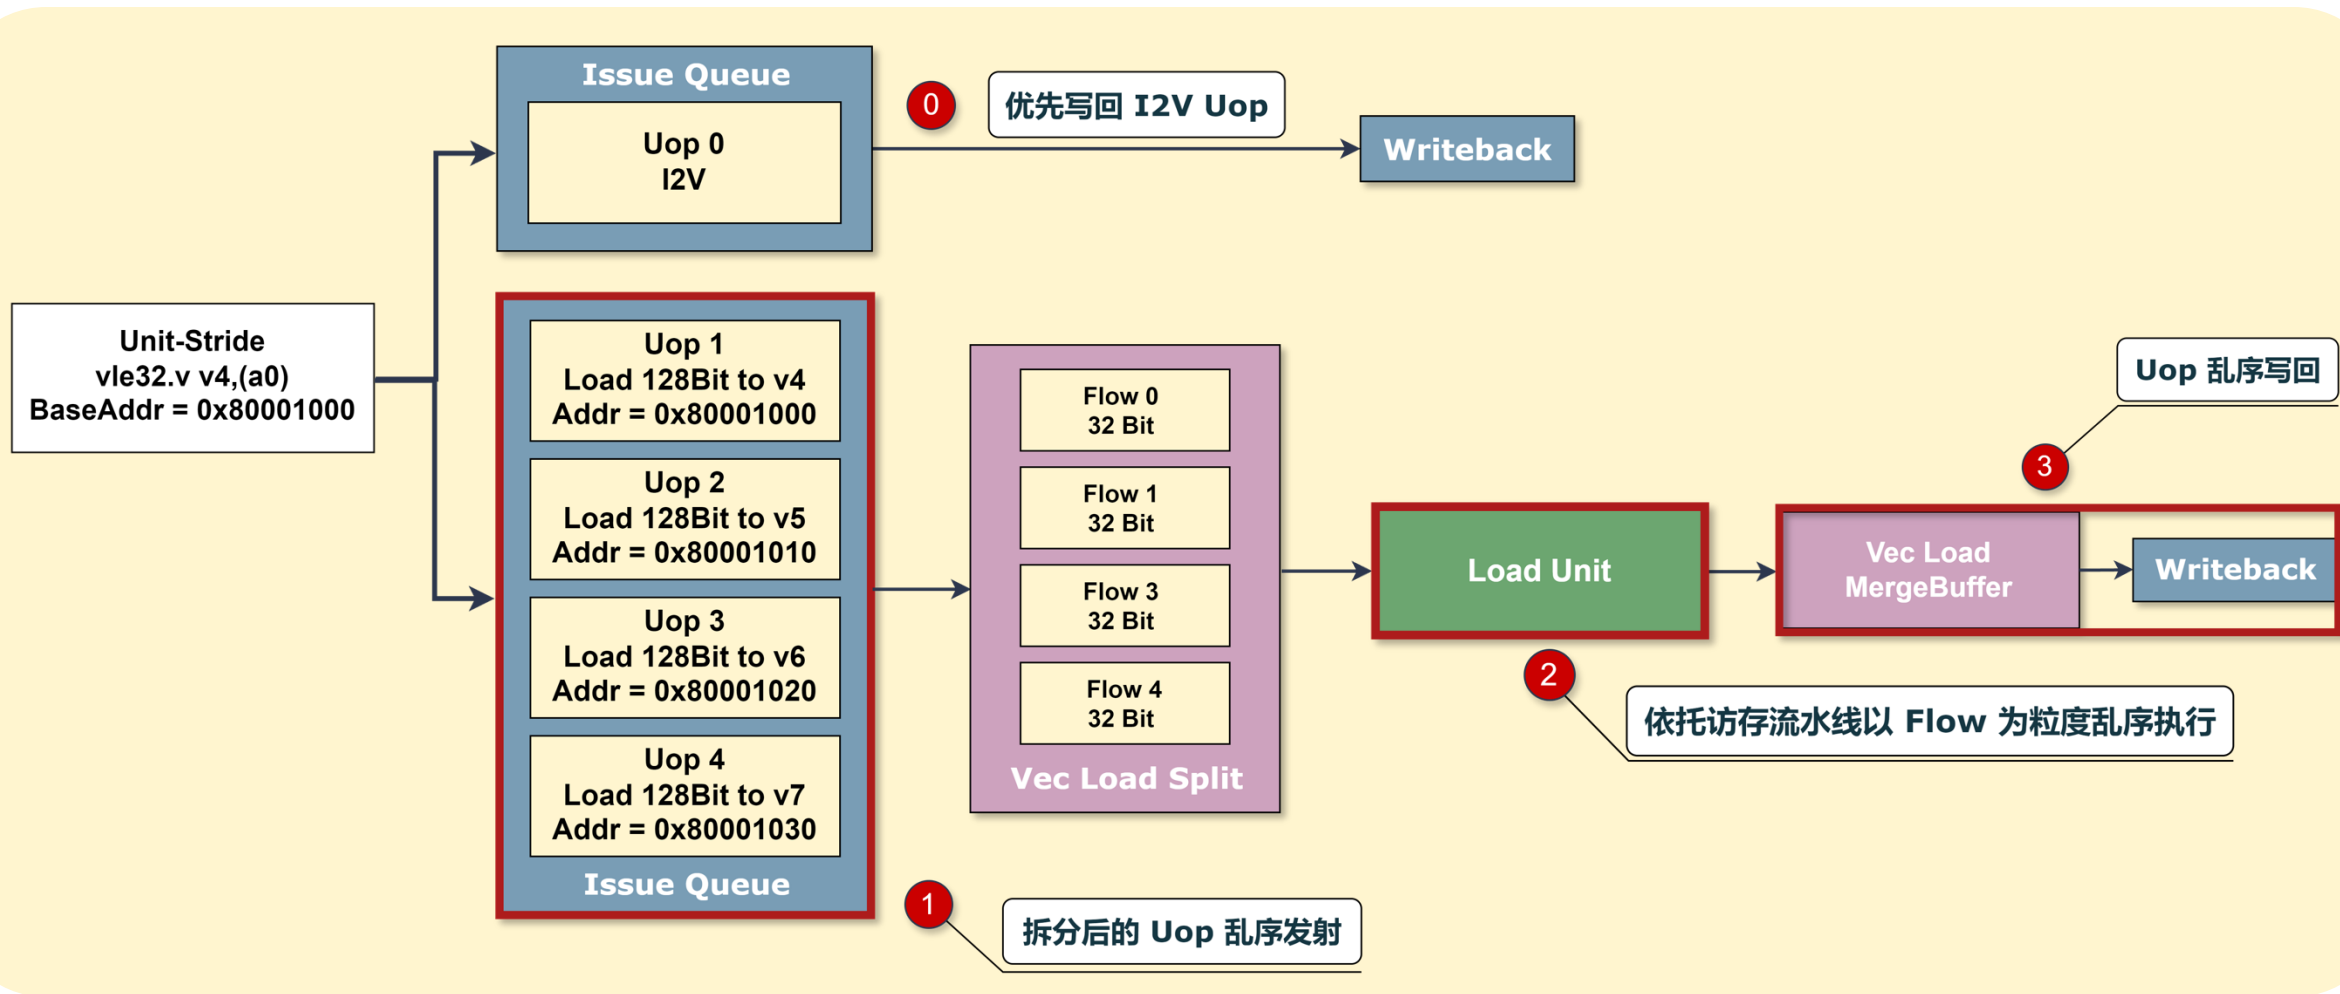 Issue Queue
Uop 0
I2V
0
优先写回 I2V Uop
Writeback
Unit-Stride
vle32.v v4,(a0)
BaseAddr = 0x80001000
Uop 1
Load 128Bit to v4
Addr = 0x80001000
Uop 2
Load 128Bit to v5
Addr = 0x80001010
Uop 3
Load 128Bit to v6
Addr = 0x80001020
Uop 4
Load 128Bit to v7
Addr = 0x80001030
Issue Queue
1
拆分后的 Uop 乱序发射
Flow 0
32 Bit
Flow 1
32 Bit
Flow 3
32 Bit
Flow 4
32 Bit
Vec Load Split
Load Unit
2
依托访存流水线以 Flow 为粒度乱序执行
Vec Load
MergeBuffer
Writeback
3
Uop 乱序写回